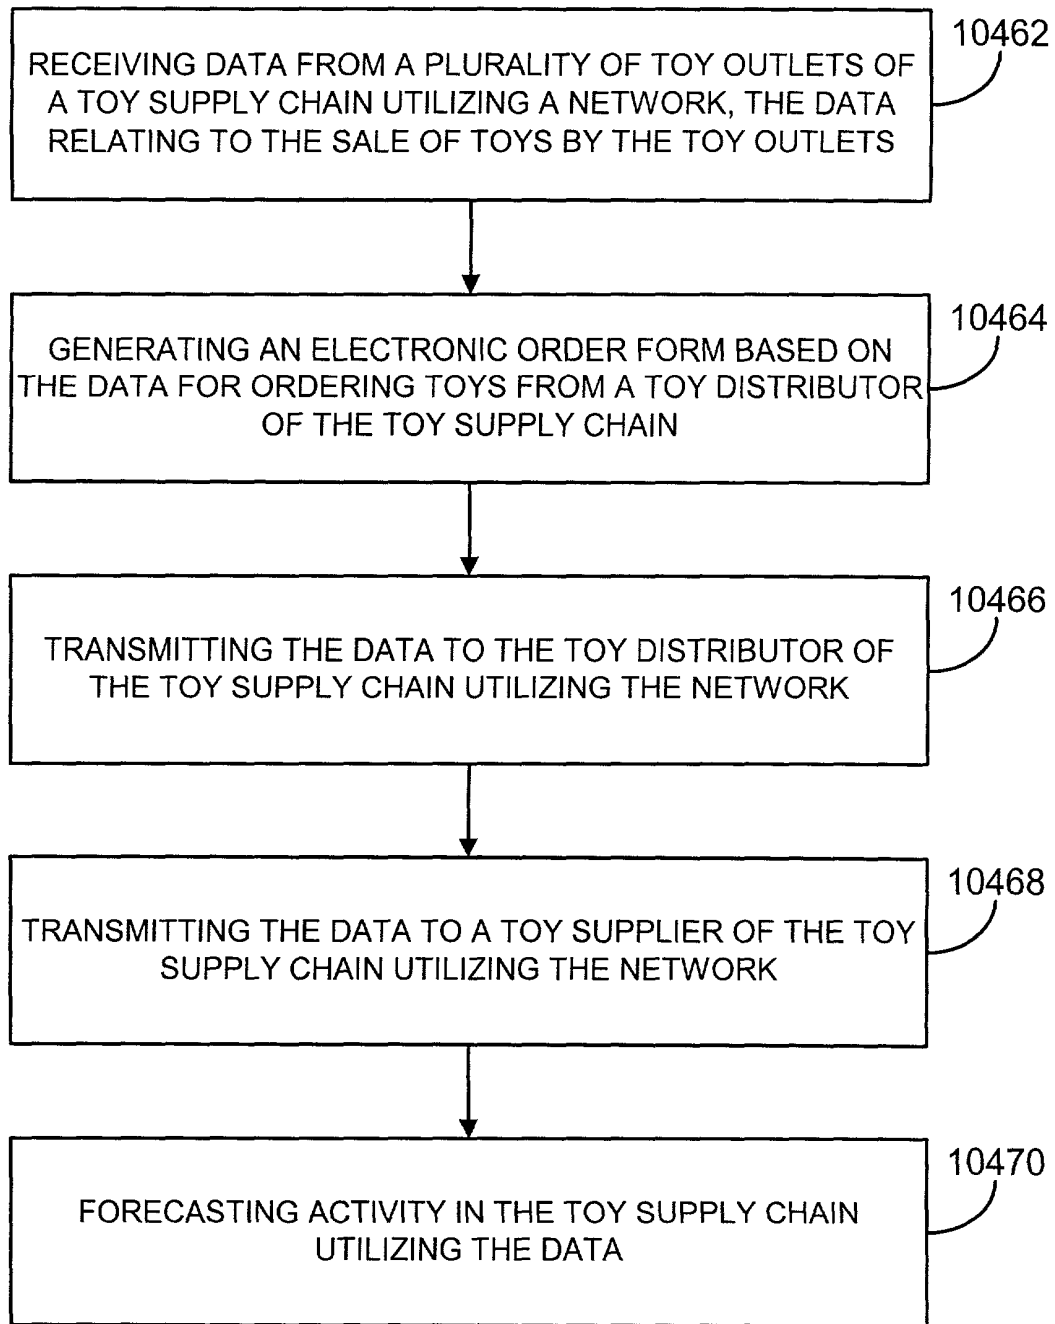 10462
RECEIVING DATA FROM A PLURALITY OF TOY OUTLETS OF
A TOY SUPPLY CHAIN UTILIZING A NETWORK, THE DATA
RELATING TO THE SALE OF TOYS BY THE TOY OUTLETS
10464
GENERATING AN ELECTRONIC ORDER FORM BASED ON
THE DATA FOR ORDERING TOYS FROM A TOY DISTRIBUTOR
OF THE TOY SUPPLY CHAIN
10466
TRANSMITTING THE DATA TO THE TOY DISTRIBUTOR OF
THE TOY SUPPLY CHAIN UTILIZING THE NETWORK
10468
TRANSMITTING THE DATA TO A TOY SUPPLIER OF THE TOY
SUPPLY CHAIN UTILIZING THE NETWORK
10470
FORECASTING ACTIVITY IN THE TOY SUPPLY CHAIN
UTILIZING THE DATA